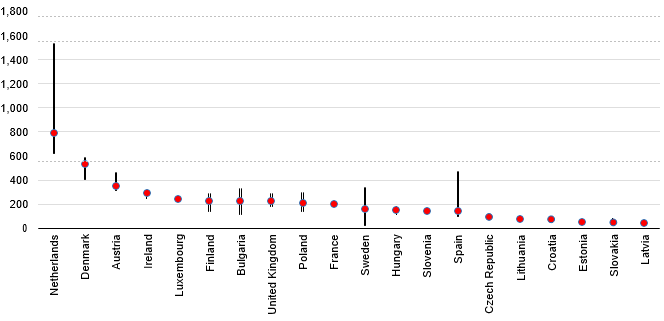 1,800
1,600
1,400
1,200
1,000
800
600
400
200
0
Netherlands
Denmark
Austria
Ireland
Luxembourg
Finland
Bulgaria
United Kingdom
Poland
France
Sweden
Hungary
Slovenia
Spain
Czech Republic
Lithuania
Croatia
Estonia
Slovakia
Latvia